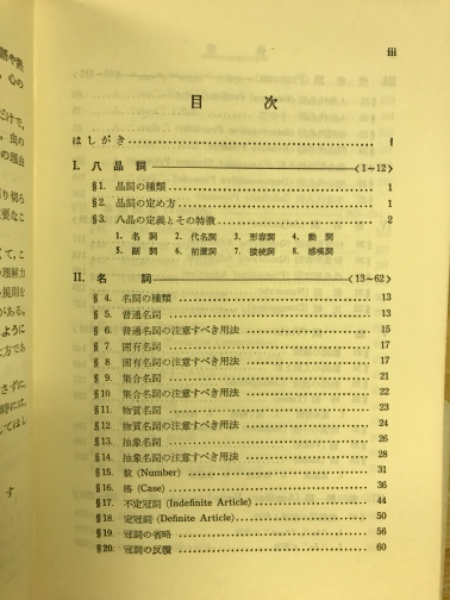 iii
目 次
はしがき…………i
I. 八 品 詞 〈1~12〉
§1. 品詞の種類…………1
§2. 品詞の定め方…………1
§3. 八品の定義とその特徴…………2
1. 名 詞 2. 代名詞 3. 形容詞 4. 動 詞
5. 副 詞 6. 前置詞 7. 接続詞 8. 感嘆詞
II. 名 詞 〈13~62〉
§4. 名詞の種類…………13
§5. 普通名詞…………13
§6. 普通名詞の注意すべき用法…………15
§7. 固有名詞…………17
§8. 固有名詞の注意すべき用法…………17
§9. 集合名詞…………21
§10. 集合名詞の注意すべき用法…………22
§11. 物質名詞…………23
§12. 物質名詞の注意すべき用法…………24
§13. 抽象名詞…………26
§14. 抽象名詞の注意すべき用法…………28
§15. 数 (Number)…………31
§16. 格 (Case)…………36
§17. 不定冠詞 (Indefinite Article)…………44
§18. 定冠詞 (Definite Article)…………50
§19. 冠詞の省略…………56
§20. 冠詞の反覆…………60